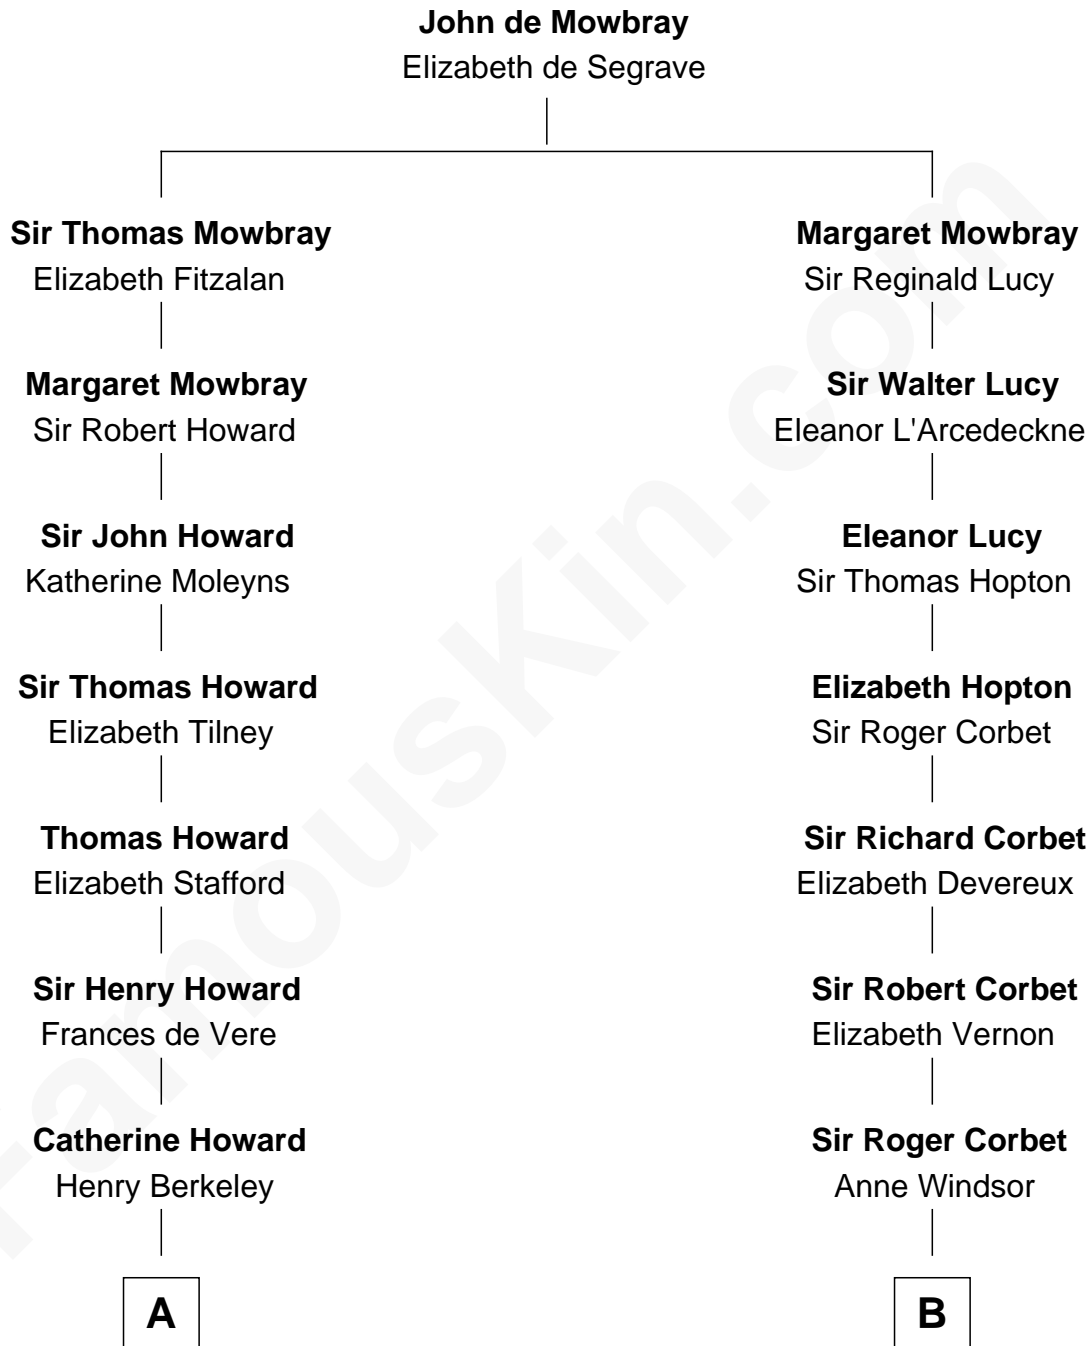 John de Mowbray
Elizabeth de Segrave
Sir Thomas Mowbray
Elizabeth Fitzalan
Margaret Mowbray
Sir Robert Howard
Sir John Howard
Katherine Moleyns
Sir Thomas Howard
Elizabeth Tilney
Thomas Howard
Elizabeth Stafford
Sir Henry Howard
Frances de Vere
Catherine Howard
Henry Berkeley
A
Margaret Mowbray
Sir Reginald Lucy
Sir Walter Lucy
Eleanor L'Arcedeckne
Eleanor Lucy
Sir Thomas Hopton
Elizabeth Hopton
Sir Roger Corbet
Sir Richard Corbet
Elizabeth Devereux
Sir Robert Corbet
Elizabeth Vernon
Sir Roger Corbet
Anne Windsor
B
FamousKin.com